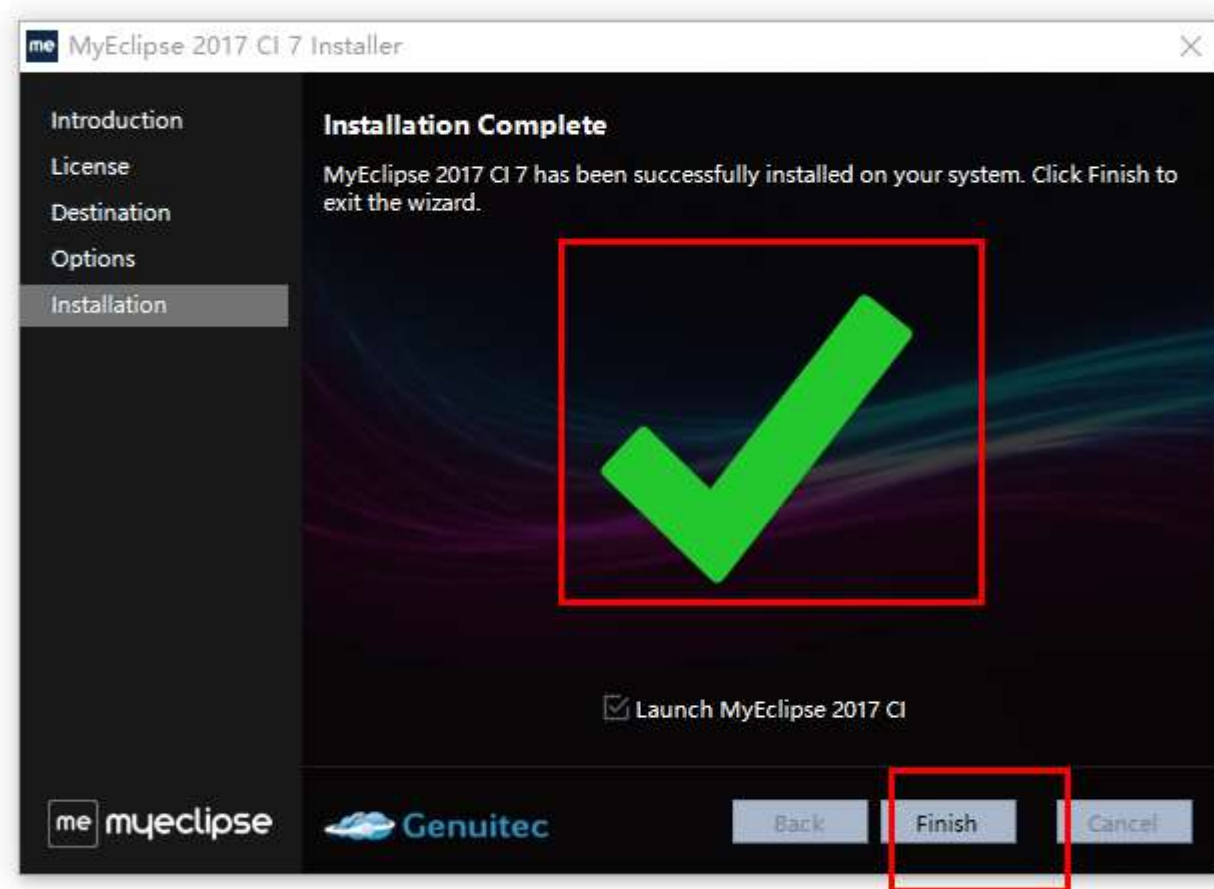 me MyEclipse 2017 CI 7 Installer
Introduction
License
Destination
Options
Installation
Installation Complete
MyEclipse 2017 CI 7 has been successfully installed on your system. Click Finish to
exit the wizard.
Launch MyEclipse 2017 CI
me myeclipse
Genuitec
Back
Finish
Cancel